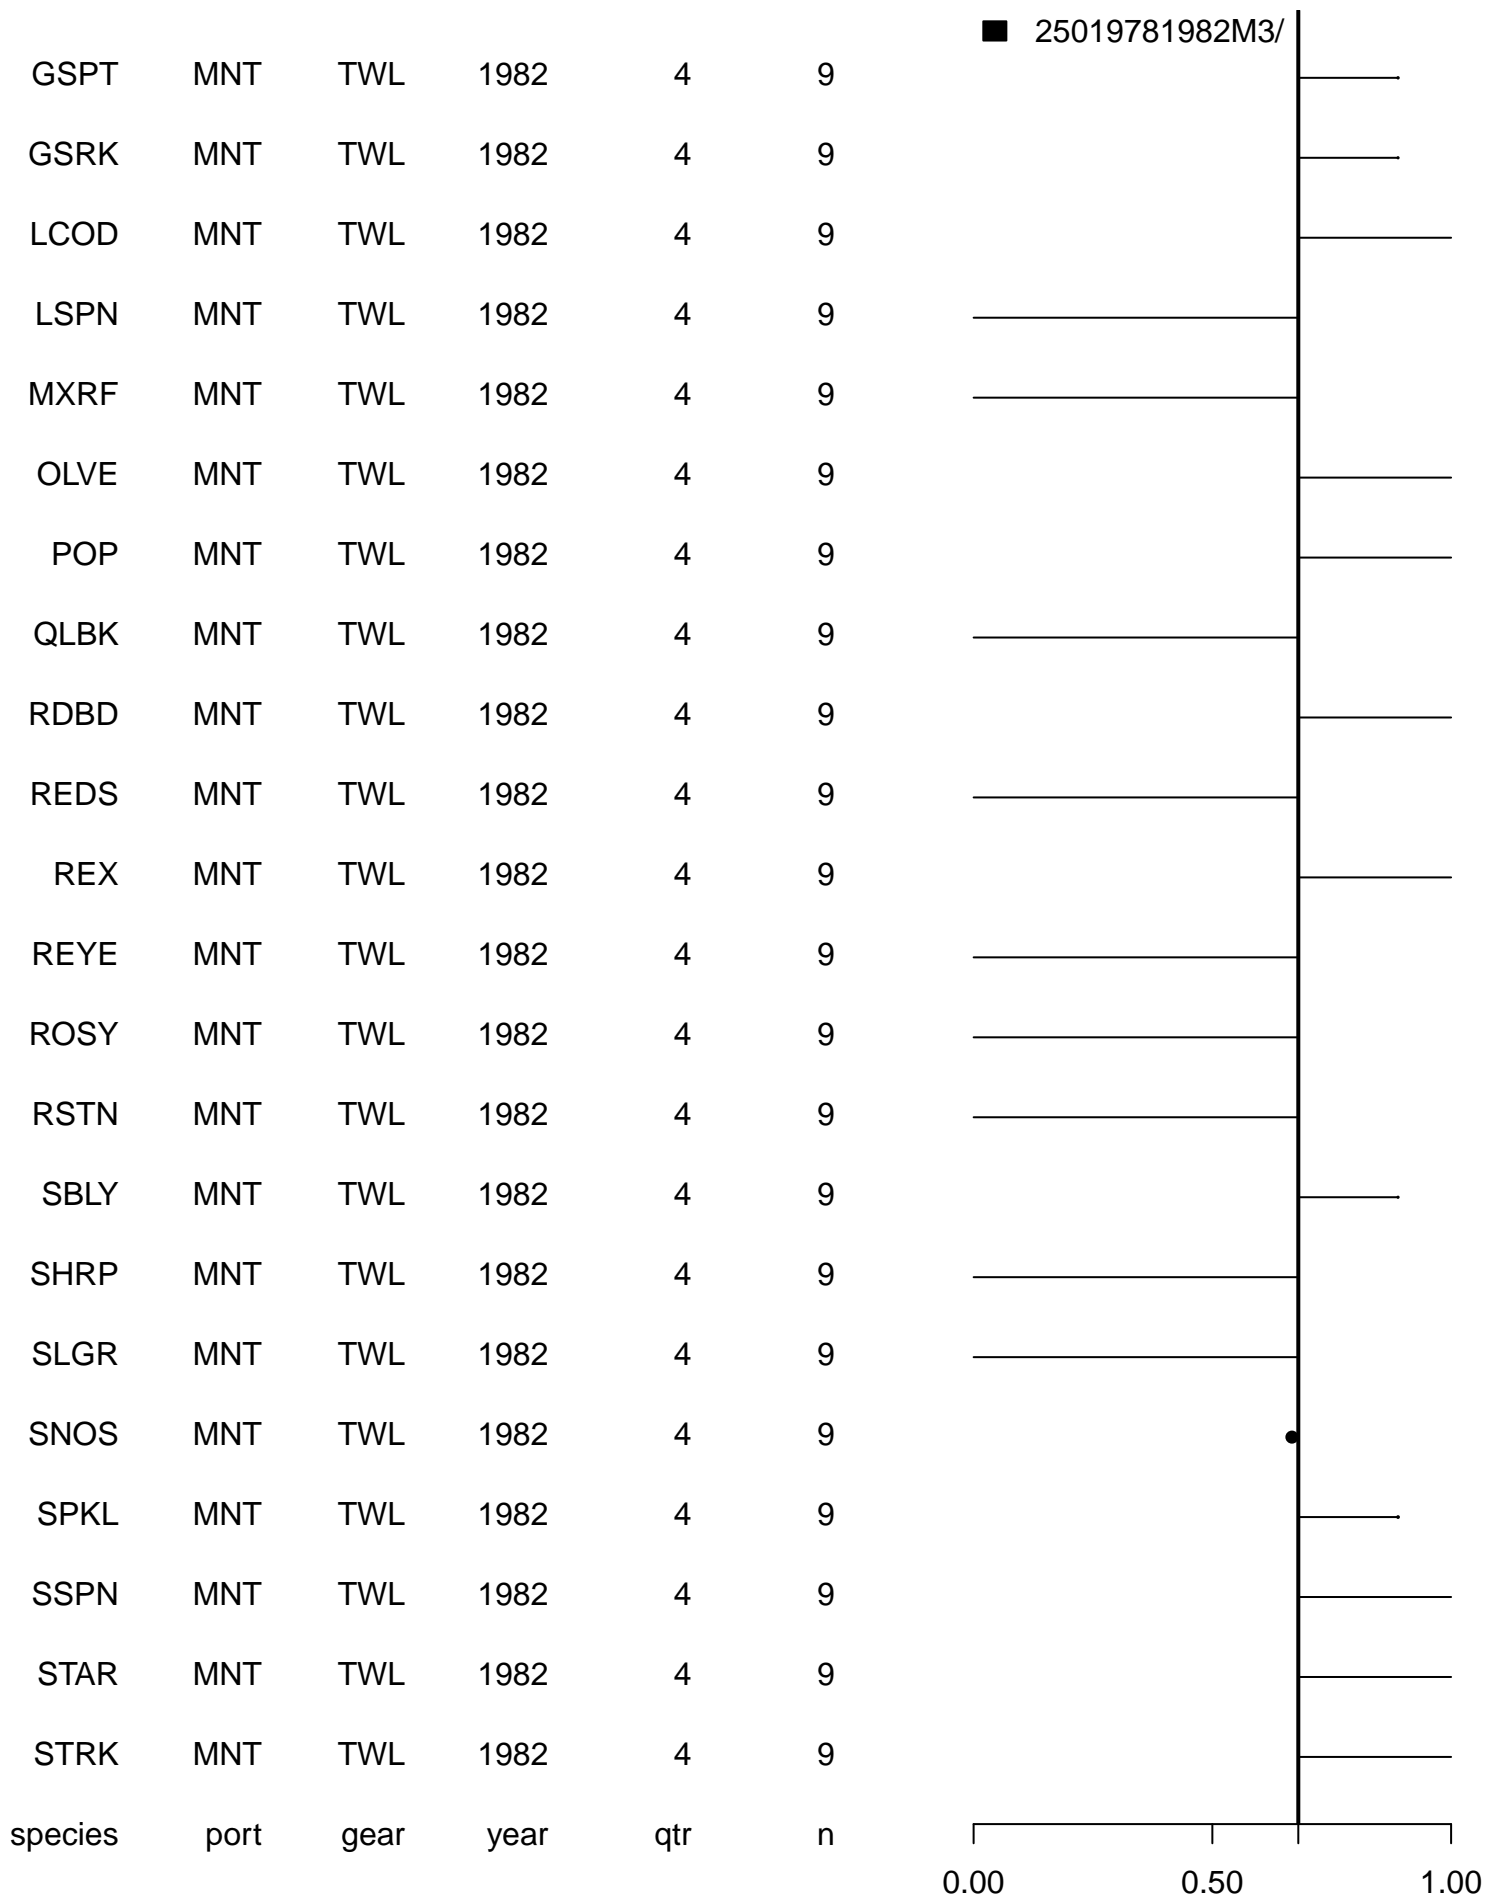 25019781982M3/
GSPT MNT TWL 1982 4 9
GSRK MNT TWL 1982 4 9
LCOD MNT TWL 1982 4 9
LSPN MNT TWL 1982 4 9
MXRF MNT TWL 1982 4 9
OLVE MNT TWL 1982 4 9
POP MNT TWL 1982 4 9
QLBK MNT TWL 1982 4 9
RDBD MNT TWL 1982 4 9
REDS MNT TWL 1982 4 9
REX MNT TWL 1982 4 9
REYE MNT TWL 1982 4 9
ROSY MNT TWL 1982 4 9
RSTN MNT TWL 1982 4 9
SBLY MNT TWL 1982 4 9
SHRP MNT TWL 1982 4 9
SLGR MNT TWL 1982 4 9
SNOS MNT TWL 1982 4 9
SPKL MNT TWL 1982 4 9
SSPN MNT TWL 1982 4 9
STAR MNT TWL 1982 4 9
STRK MNT TWL 1982 4 9
species port gear year qtr n
0.00 0.50 1.00